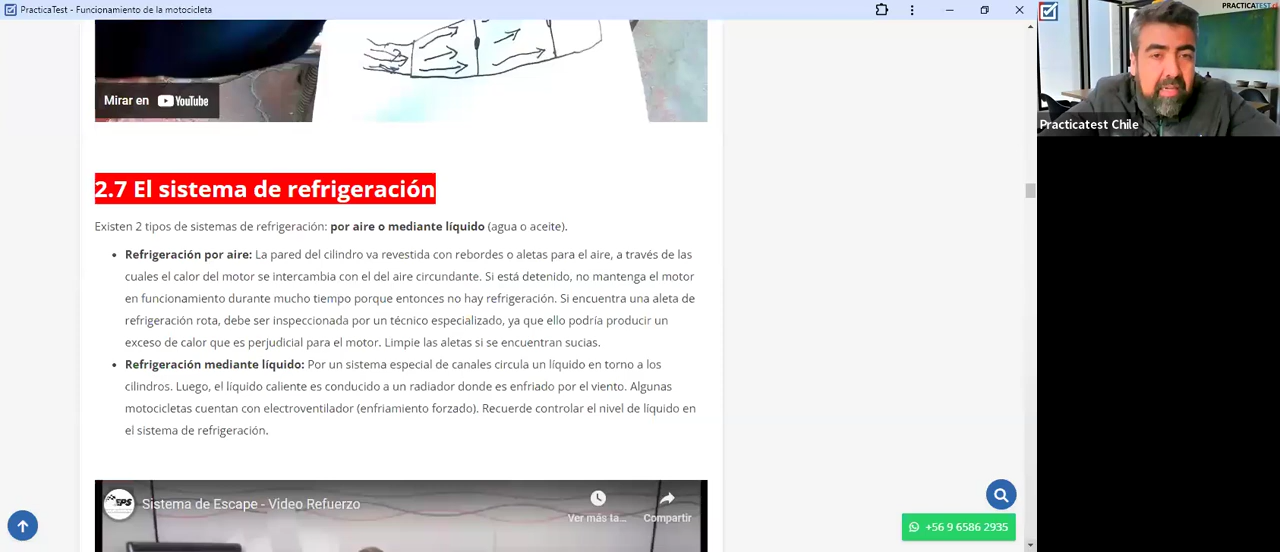 PracticaTest - Funcionamiento de la motocicleta
PRACTICATEST.
Mirar en YouTube
Practicatest Chile
2.7 El sistema de refrigeración
Existen 2 tipos de sistemas de refrigeración: por aire o mediante líquido (agua o aceite).
• Refrigeración por aire: La pared del cilindro va revestida con rebordes o aletas para el aire, a través de las
cuales el calor del motor se intercambia con el del aire circundante. Si está detenido, no mantenga el motor
en funcionamiento durante mucho tiempo porque entonces no hay refrigeración. Si encuentra una aleta de
refrigeración rota, debe ser inspeccionada por un técnico especializado, ya que ello podría producir un
exceso de calor que es perjudicial para el motor. Limpie las aletas si se encuentran sucias.
• Refrigeración mediante líquido: Por un sistema especial de canales circula un líquido en torno a los
cilindros. Luego, el líquido caliente es conducido a un radiador donde es enfriado por el viento. Algunas
motocicletas cuentan con electroventilador (enfriamiento forzado). Recuerde controlar el nivel de líquido en
el sistema de refrigeración.
Sistema de Escape - Video Refuerzo
Ver más ta...
Compartir
+56 9 6586 2935